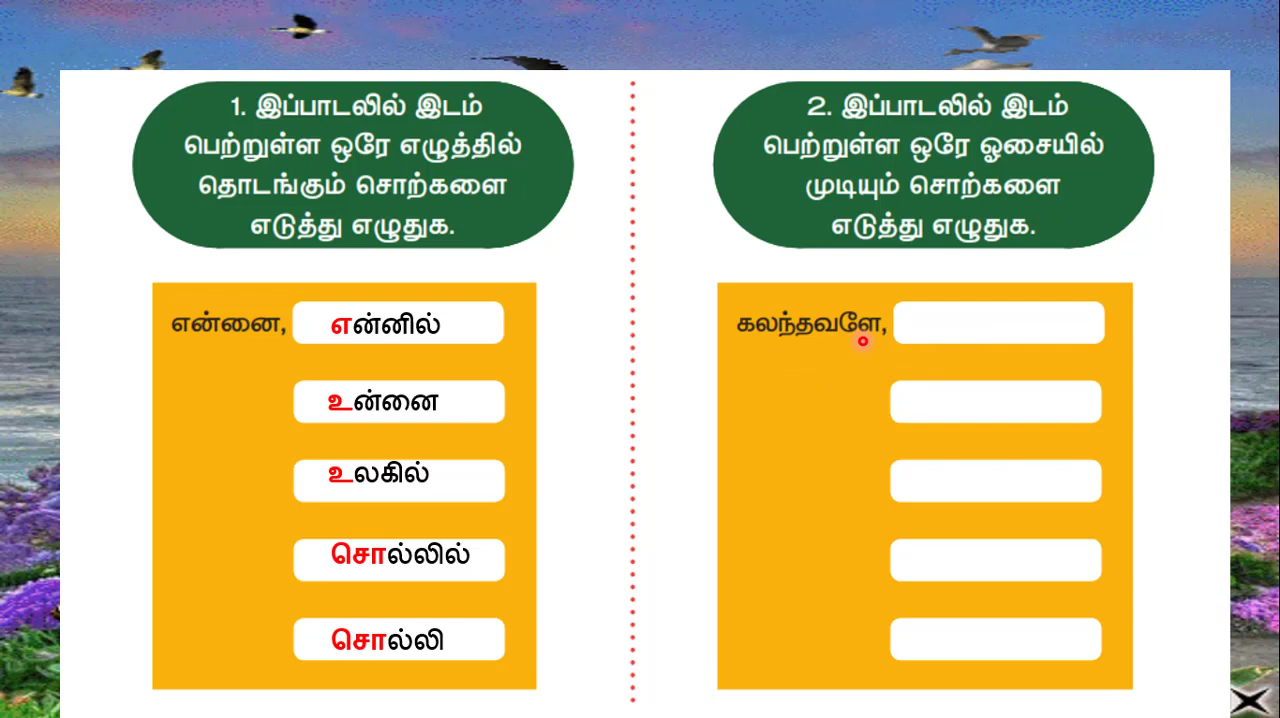 1. இப்பாடலில் இடம்
பெற்றுள்ள ஒரே எழுத்தில்
தொடங்கும் சொற்களை
எடுத்து எழுதுக.
என்னை, என்னில்
உன்னை
உலகில்
சொல்லில்
சொல்லி
2. இப்பாடலில் இடம்
பெற்றுள்ள ஒரே ஓசையில்
முடியும் சொற்களை
எடுத்து எழுதுக.
கலந்தவளே,